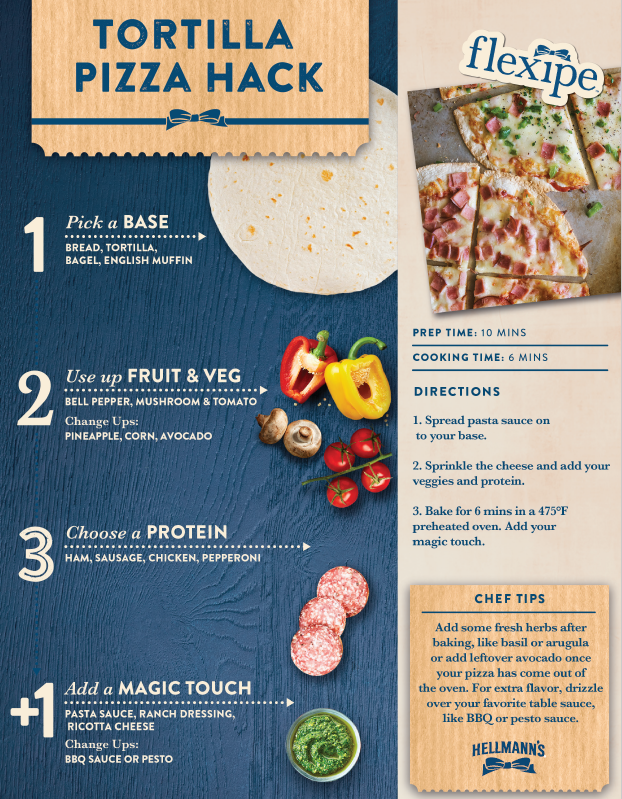 TORTILLA
PIZZA HACK
1
Pick a BASE
BREAD, TORTILLA,
BAGEL, ENGLISH MUFFIN
2
Use up FRUIT & VEG
BELL PEPPER, MUSHROOM & TOMATO
Change Ups:
PINEAPPLE, CORN, AVOCADO
3
Choose a PROTEIN
HAM, SAUSAGE, CHICKEN, PEPPERONI
+1
Add a MAGIC TOUCH
PASTA SAUCE, RANCH DRESSING,
RICOTTA CHEESE
Change Ups:
BBQ SAUCE OR PESTO
flexipe
PREP TIME: 10 MINS
COOKING TIME: 6 MINS
DIRECTIONS
1. Spread pasta sauce on
to your base.
2. Sprinkle the cheese and add your
veggies and protein.
3. Bake for 6 mins in a 475°F
preheated oven. Add your
magic touch.
CHEF TIPS
Add some fresh herbs after
baking, like basil or arugula
or add leftover avocado once
your pizza has come out of
the oven. For extra flavor, drizzle
over your favorite table sauce,
like BBQ or pesto sauce.
HELLMANN'S